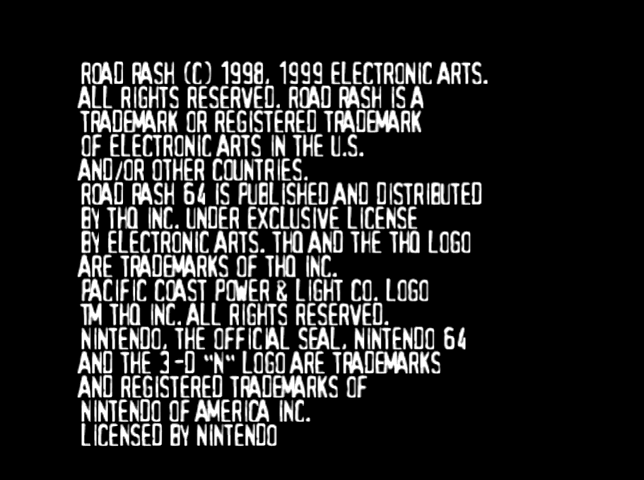 ROAD RASH (C) 1998, 1999 ELECTRONIC ARTS.
ALL RIGHTS RESERVED. ROAD RASH IS A
TRADEMARK OR REGISTERED TRADEMARK
OF ELECTRONIC ARTS IN THE U.S.
AND/OR OTHER COUNTRIES.
ROAD RASH 64 IS PUBLISHED AND DISTRIBUTED
BY THQ INC. UNDER EXCLUSIVE LICENSE
BY ELECTRONIC ARTS. THQ AND THE THQ LOGO
ARE TRADEMARKS OF THQ INC.
PACIFIC COAST POWER & LIGHT CO. LOGO
TM THQ INC. ALL RIGHTS RESERVED.
NINTENDO, THE OFFICIAL SEAL, NINTENDO 64
AND THE 3-D "N" LOGO ARE TRADEMARKS
AND REGISTERED TRADEMARKS OF
NINTENDO OF AMERICA INC.
LICENSED BY NINTENDO